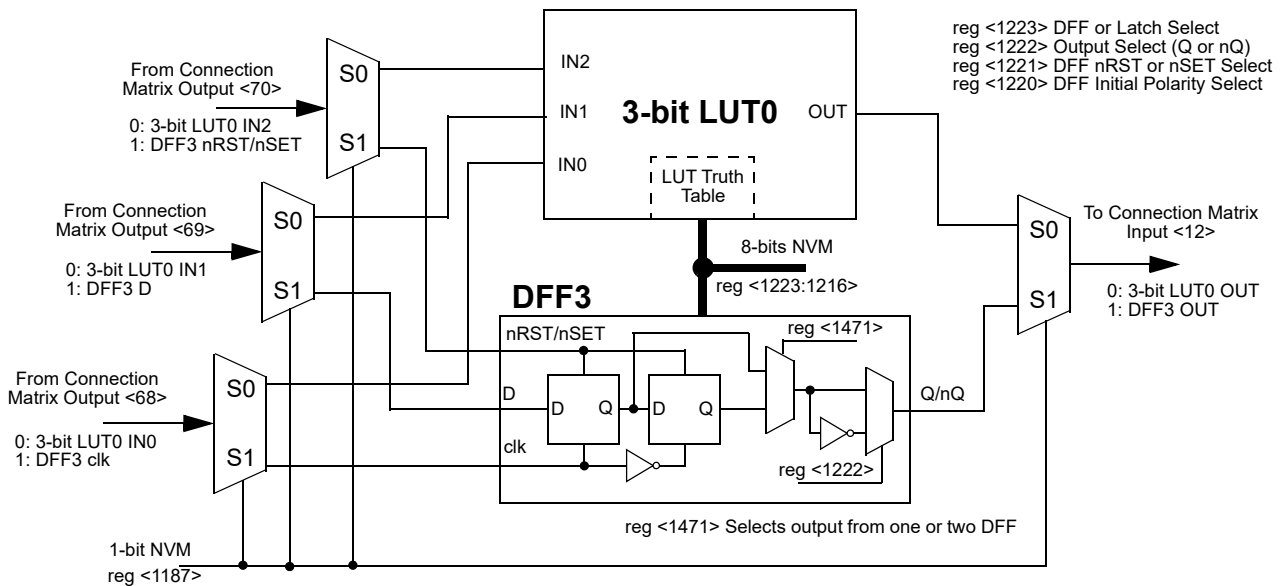 reg <1223> DFF or Latch Select
reg <1222> Output Select (Q or nQ)
reg <1221> DFF nRST or nSET Select
reg <1220> DFF Initial Polarity Select
From Connection
Matrix Output <70>
0: 3-bit LUT0 IN2
1: DFF3 nRST/nSET
S0
S1
IN2
IN1
IN0
3-bit LUT0
OUT
LUT Truth
Table
From Connection
Matrix Output <69>
0: 3-bit LUT0 IN1
1: DFF3 D
S0
S1
8-bits NVM
reg <1223:1216>
S0
S1
To Connection Matrix
Input <12>
0: 3-bit LUT0 OUT
1: DFF3 OUT
DFF3
nRST/nSET
reg <1471>
From Connection
Matrix Output <68>
0: 3-bit LUT0 IN0
1: DFF3 clk
S0
S1
D
D
Q
D
Q
Q/nQ
clk
reg <1222>
reg <1471> Selects output from one or two DFF
1-bit NVM
reg <1187>